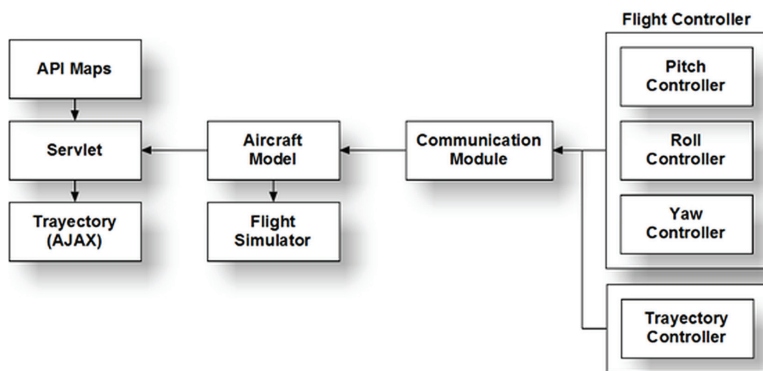 Flight Controller
API Maps
Pitch
Controller
Servlet
Aircraft
Model
Communication
Module
Roll
Controller
Trayectory
(AJAX)
Flight
Simulator
Yaw
Controller
Trayectory
Controller